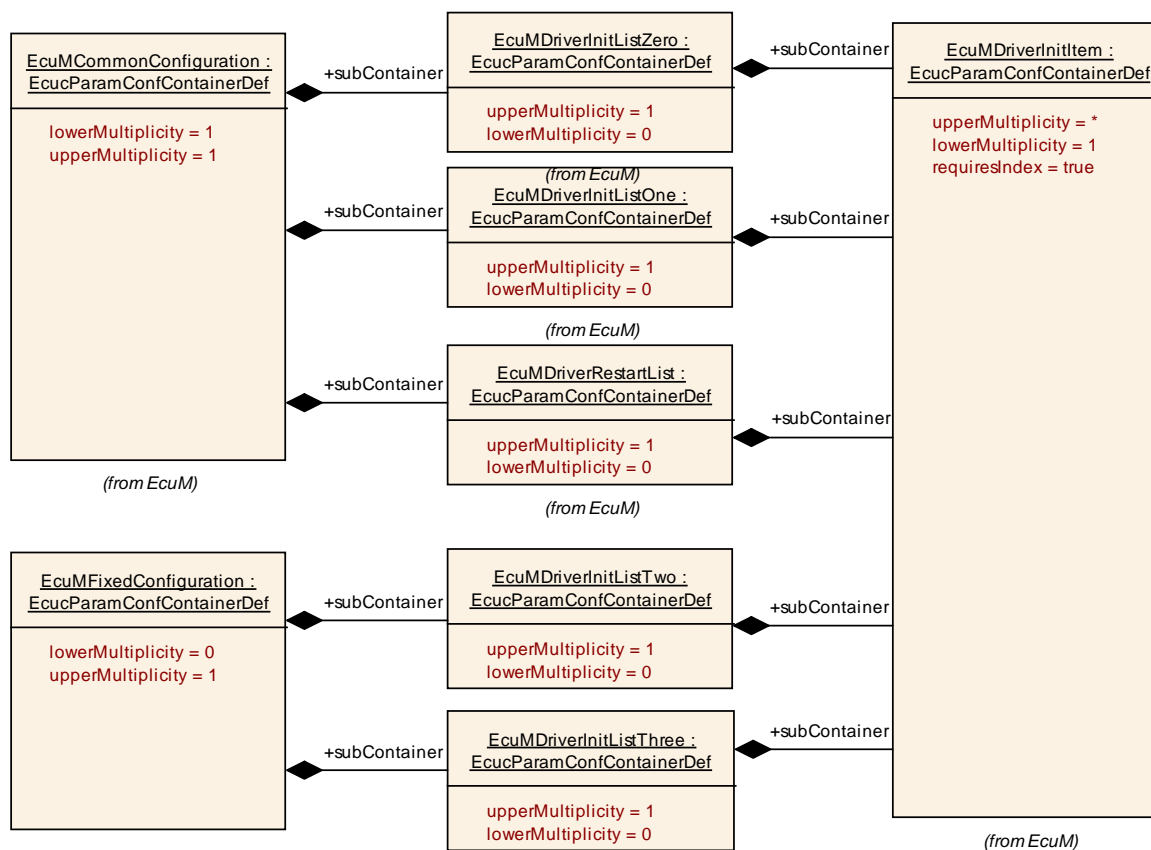 EcuMCommonConfiguration :
EcucParamConfContainerDef
lowerMultiplicity = 1
upperMultiplicity = 1
(from EcuM)
+subContainer
+subContainer
+subContainer
EcuMDriverInitListZero :
EcucParamConfContainerDef
upperMultiplicity = 1
lowerMultiplicity = 0
(from EcuM)
EcuMDriverInitListOne :
EcucParamConfContainerDef
upperMultiplicity = 1
lowerMultiplicity = 0
(from EcuM)
EcuMDriverRestartList :
EcucParamConfContainerDef
upperMultiplicity = 1
lowerMultiplicity = 0
(from EcuM)
+subContainer
+subContainer
+subContainer
EcuMDriverInitItem :
EcucParamConfContainerDef
upperMultiplicity = *
lowerMultiplicity = 1
requiresIndex = true
EcuMFixedConfiguration :
EcucParamConfContainerDef
lowerMultiplicity = 0
upperMultiplicity = 1
+subContainer
+subContainer
EcuMDriverInitListTwo :
EcucParamConfContainerDef
upperMultiplicity = 1
lowerMultiplicity = 0
EcuMDriverInitListThree :
EcucParamConfContainerDef
upperMultiplicity = 1
lowerMultiplicity = 0
+subContainer
+subContainer
(from EcuM)